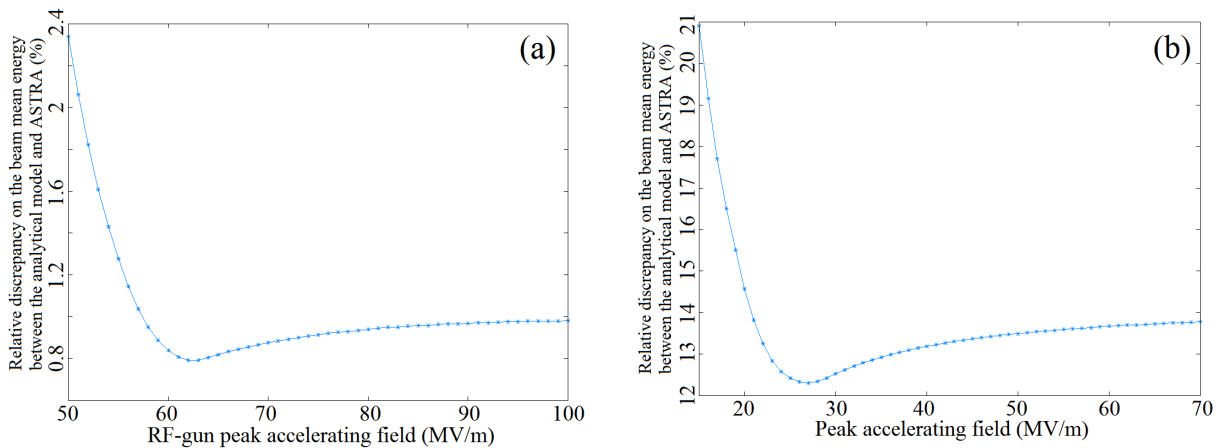 Relative discrepancy on the beam mean energy
between the analytical model and ASTRA (%)
2.4
2
1.6
1.2
0.8
(a)
50 60 70 80 90 100
RF-gun peak accelerating field (MV/m)
Relative discrepancy on the beam mean energy
between the analytical model and ASTRA (%)
21
20
19
18
17
16
15
14
13
12
(b)
20 30 40 50 60 70
Peak accelerating field (MV/m)